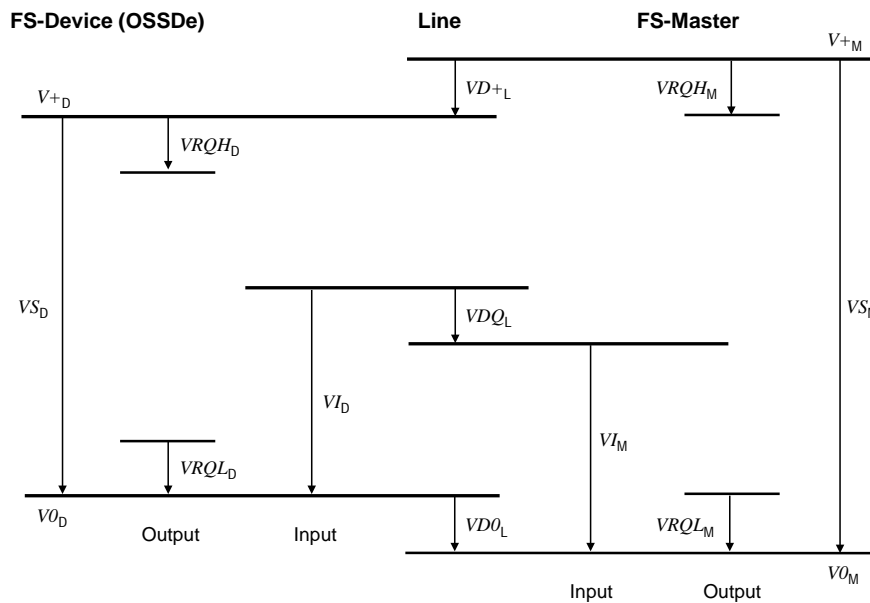 FS-Device (OSSDe) Line FS-Master
V+M
V+D
VD+L
VRQHM
VRQHD
VSD
VSM
VDQL
VID
VIM
VRQLD
V0D
VD0L
VRQLM
Output Input
V0M
Input Output